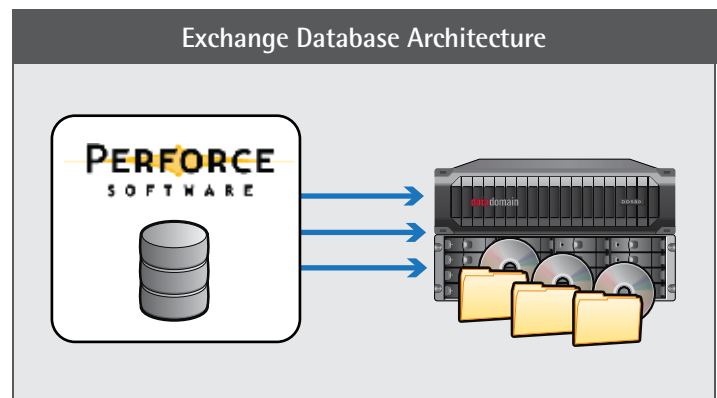 Exchange Database Architecture
PERFORCE
SOFTWARE
datadomain